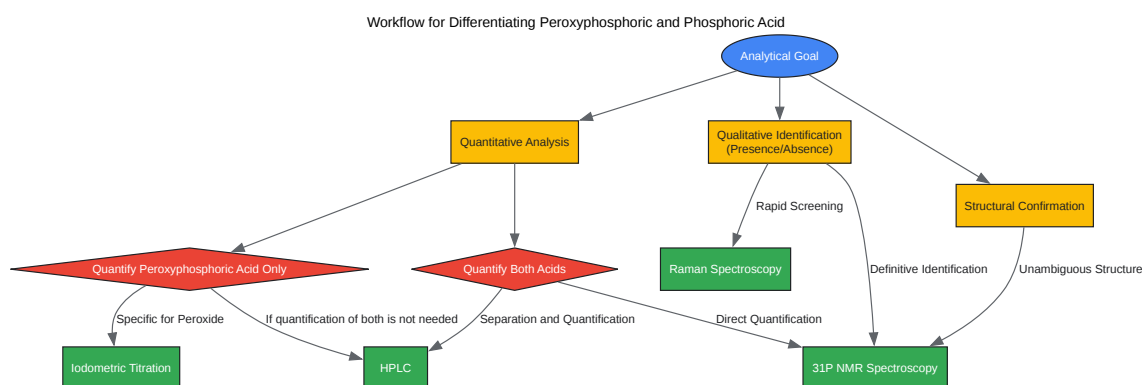 Workflow for Differentiating Peroxyphosphoric and Phosphoric Acid
Analytical Goal
Quantitative Analysis
Qualitative Identification
(Presence/Absence)
Structural Confirmation
Rapid Screening
Quantify Peroxyphosphoric Acid Only
Quantify Both Acids
Raman Spectroscopy
Definitive Identification
Unambiguous Structure
Specific for Peroxide
If quantification of both is not needed
Separation and Quantification
Direct Quantification
Iodometric Titration
HPLC
31P NMR Spectroscopy